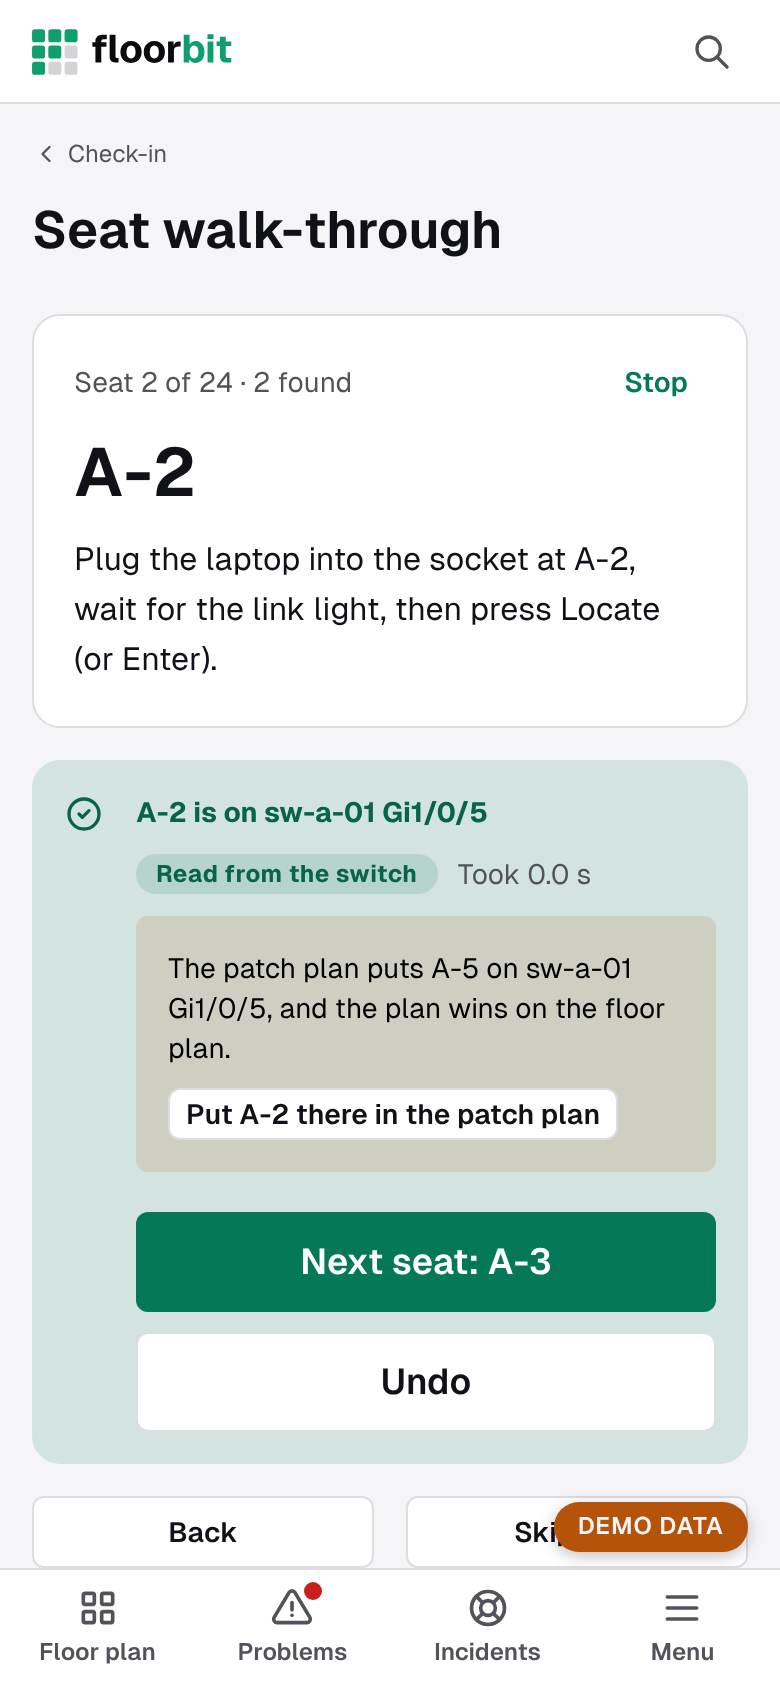 floorbit
Check-in
Seat walk-through
Seat 2 of 24 · 2 found
Stop
A-2
Plug the laptop into the socket at A-2,
wait for the link light, then press Locate
(or Enter).
A-2 is on sw-a-01 Gi1/0/5
Read from the switch
Took 0.0 s
The patch plan puts A-5 on sw-a-01
Gi1/0/5, and the plan wins on the floor
plan.
Put A-2 there in the patch plan
Next seat: A-3
Undo
Back
DEMO DATA
Floor plan
Problems
Incidents
Menu